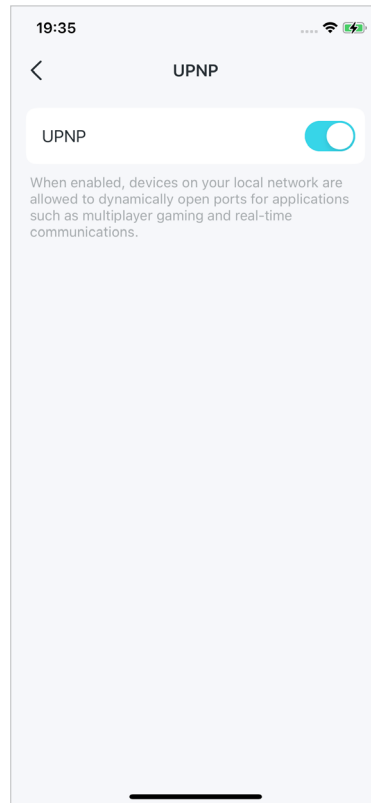 19:35
UPNP
UPNP
When enabled, devices on your local network are
allowed to dynamically open ports for applications
such as multiplayer gaming and real-time
communications.